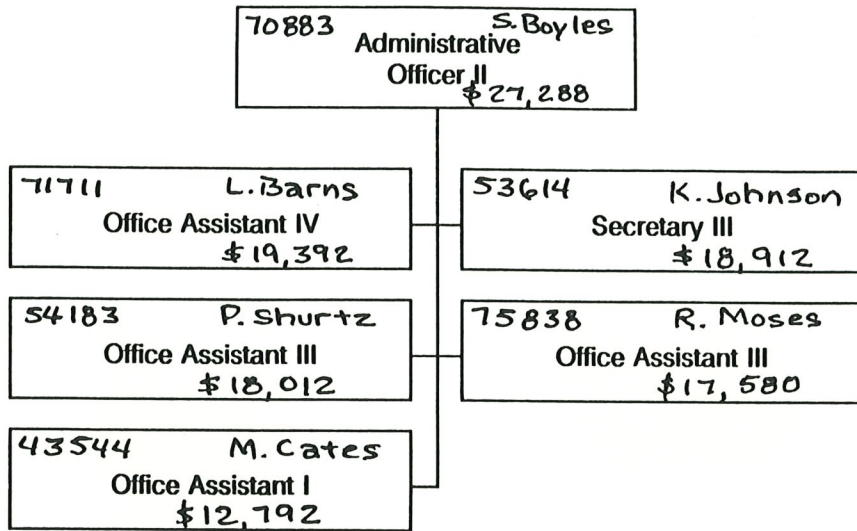 70883 S. Boyles
Administrative
Officer II
$27,288
71711 L. Barns
Office Assistant IV
$19,392
53614 K. Johnson
Secretary III
$18,912
54183 P. Shurtz
Office Assistant III
$18,012
75838 R. Moses
Office Assistant III
$17,580
43544 M. Cates
Office Assistant I
$12,792